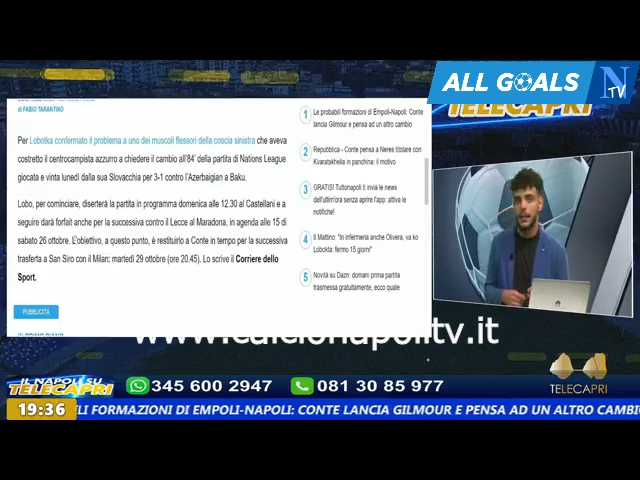 ALL GOALS
N
TV
TELECAPRI
di FABIO TARANTINO
Per Lobotka confermato il problema a uno dei muscoli flessori della coscia sinistra che aveva
costretto il centrocampista azzurro a chiedere il cambio all'84' della partita di Nations League
giocata e vinta lunedì dalla sua Slovacchia per 3-1 contro l'Azerbaigian a Baku.
Lobo, per cominciare, diserterà la partita in programma domenica alle 12.30 al Castellani e a
seguire darà forfait anche per la successiva contro il Lecce al Maradona, in agenda alle 15 di
sabato 26 ottobre. L'obiettivo, a questo punto, è restituirlo a Conte in tempo per la successiva
trasferta a San Siro con il Milan: martedì 29 ottobre (ore 20.45). Lo scrive il Corriere dello
Sport.
PUBBLICITÀ
1 Le probabili formazioni di Empoli-Napoli: Conte
lancia Gilmour e pensa ad un altro cambio
2 Repubblica - Conte pensa a Neres titolare con
Kvaratskhelia in panchina: il motivo
3 GRATIS! Tuttonapoli ti invia le news
dell'ultim'ora senza aprire l'app: attiva le
notifiche!
4 Il Mattino: "In infermeria anche Olivera, va ko
Lobokta: fermo 15 giorni"
5 Novità su Dazn: domani prima partita
trasmessa gratuitamente, ecco quale
www.calcionapolitv.it
IL NAPOLI SU
TELECAPRI
345 600 2947
081 30 85 977
TELECAPRI
19:36
LI FORMAZIONI DI EMPOLI-NAPOLI: CONTE LANCIA GILMOUR E PENSA AD UN ALTRO CAMBIO